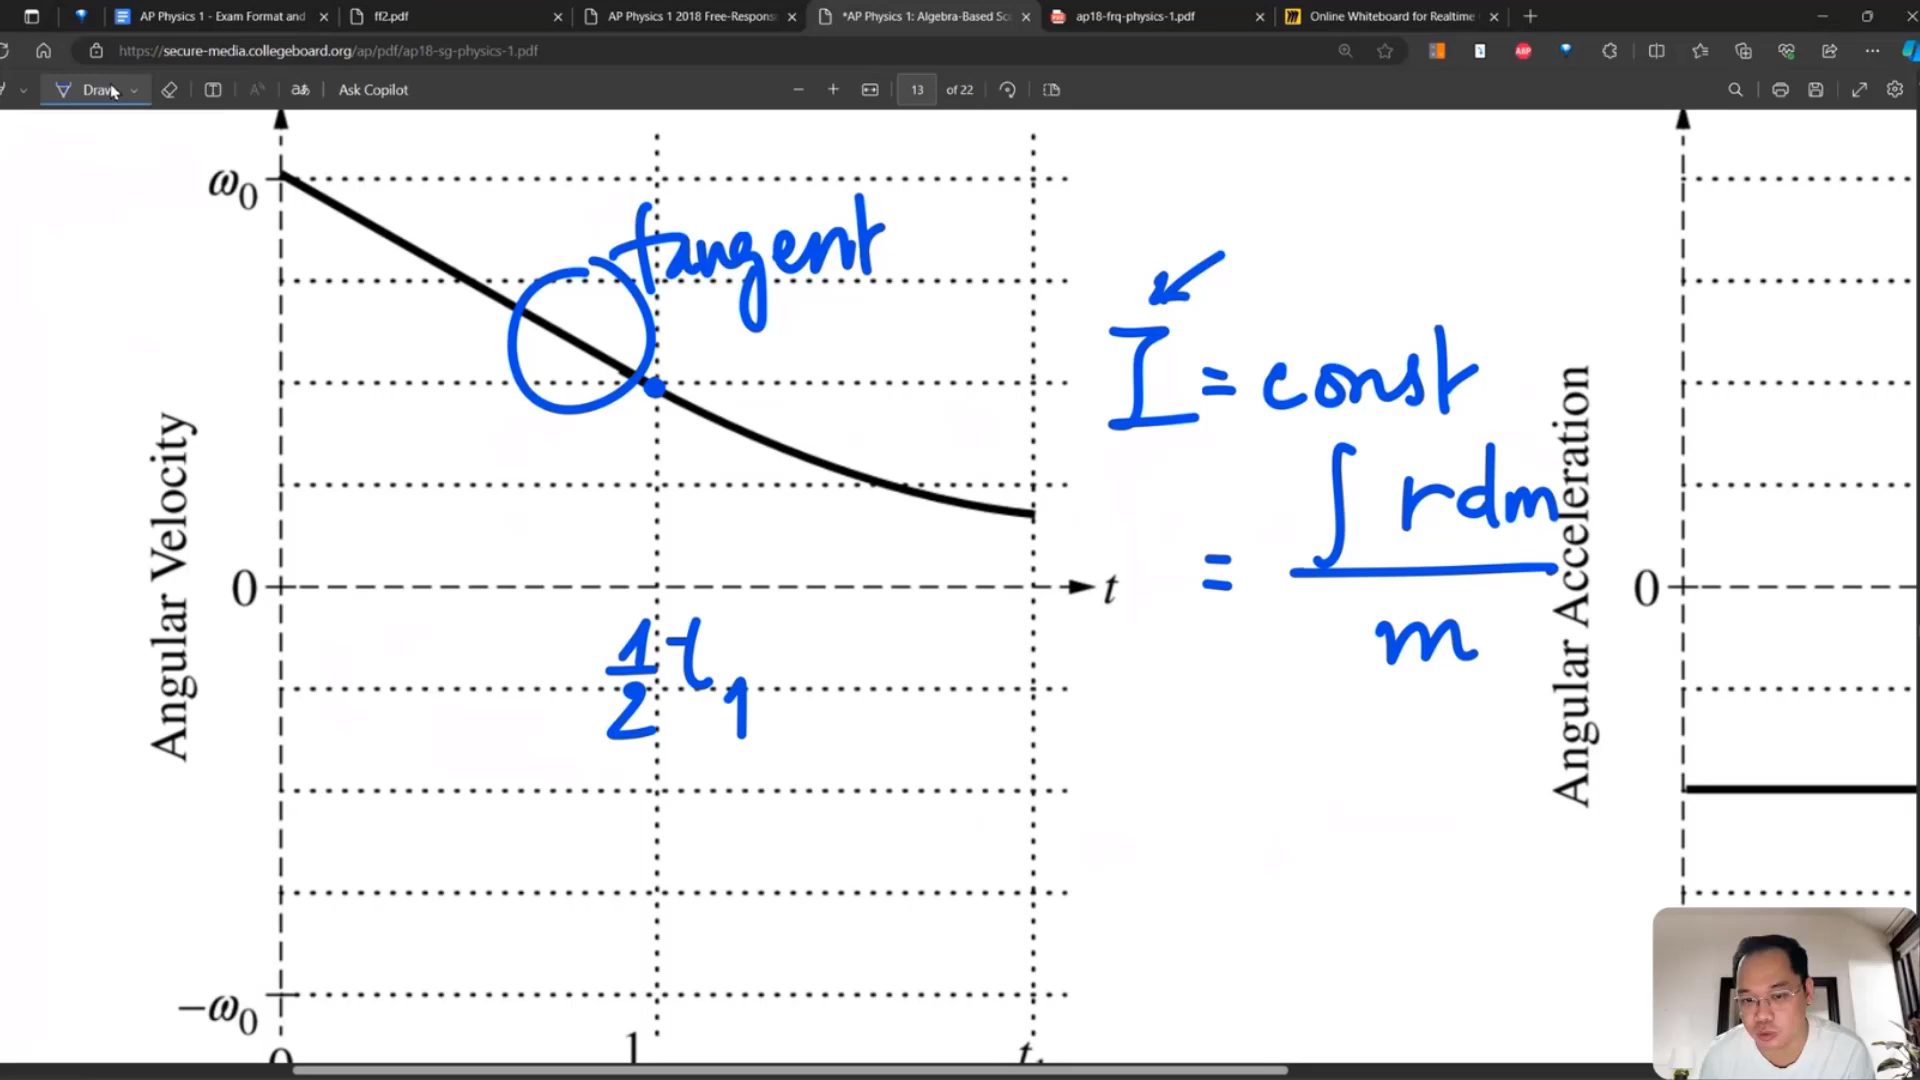 AP Physics 1 - Exam Format and
ff2.pdf
AP Physics 1 2018 Free-Respons
*AP Physics 1: Algebra-Based Sc
ap18-frq-physics-1.pdf
Online Whiteboard for Realtime
https://secure-media.collegeboard.org/ap/pdf/ap18-sg-physics-1.pdf
ABP
Draw
aあ
Ask Copilot
13 of 22
ω0
tangent
I = const
= ∫ rdm
m
Angular Velocity
Angular Acceleration
0
t
0
1/2 t1
−ω0
0
1
t